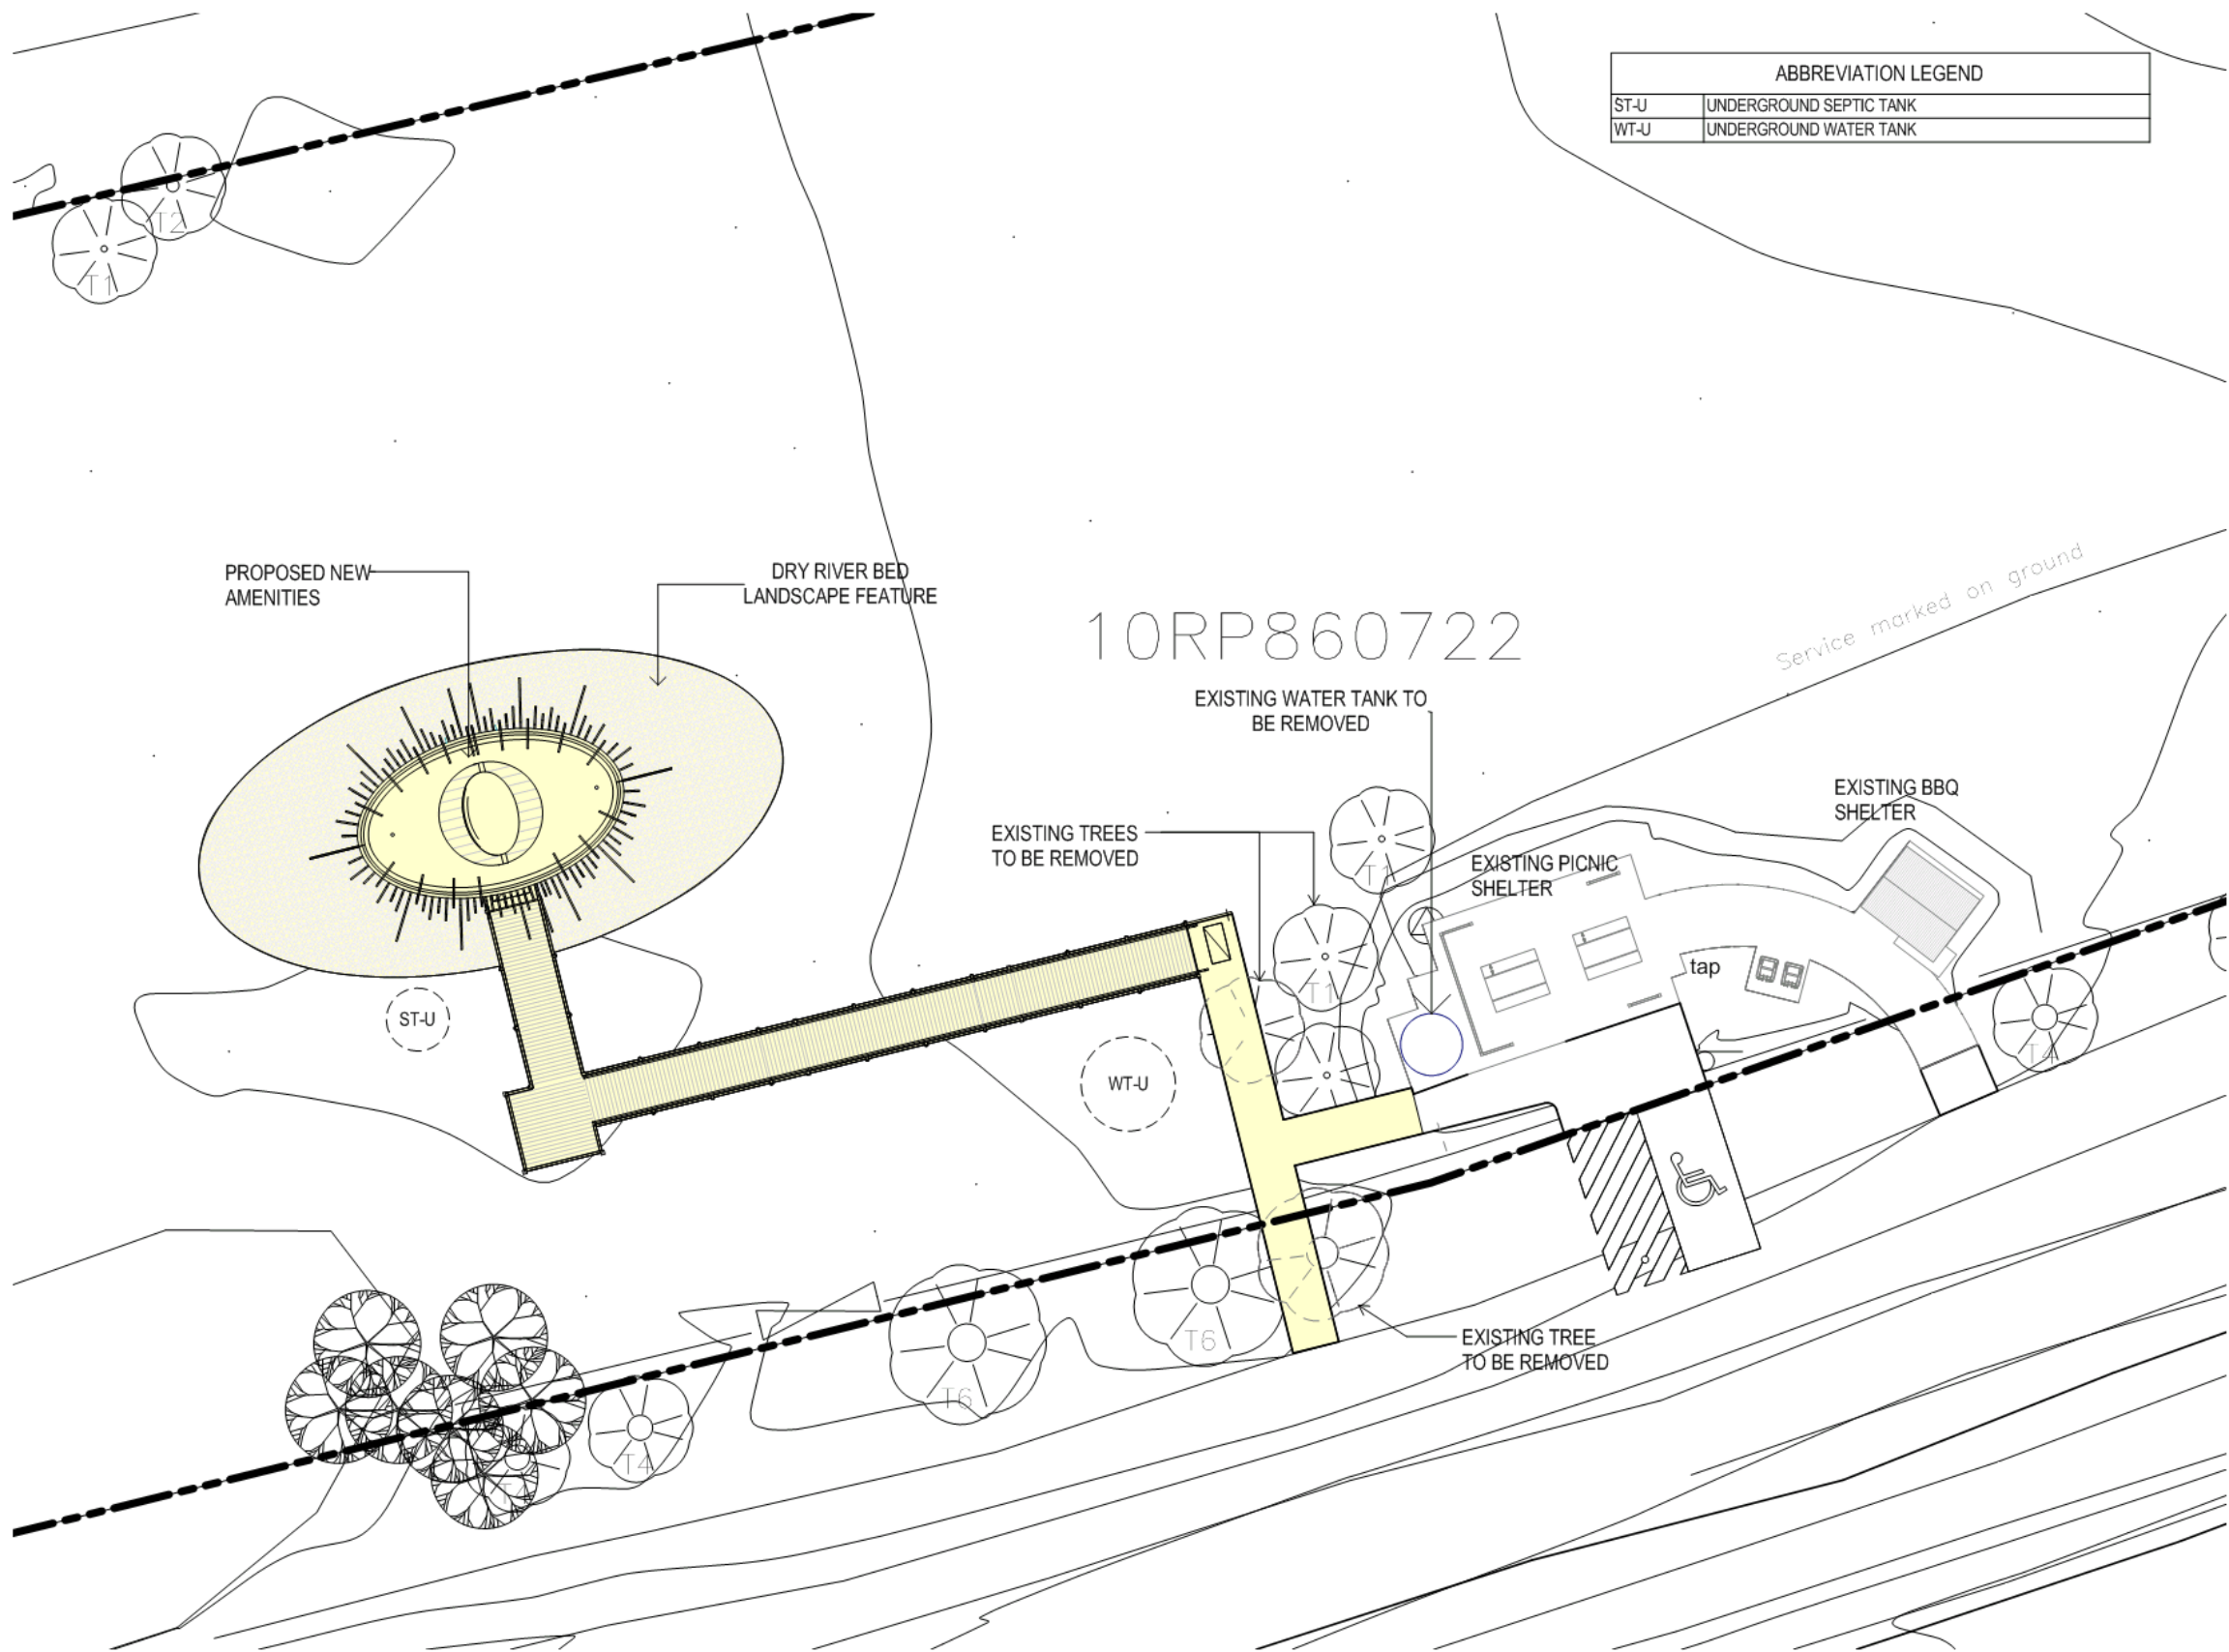 ABBREVIATION LEGEND
ST-U UNDERGROUND SEPTIC TANK
WT-U UNDERGROUND WATER TANK
T2
T1
PROPOSED NEW
AMENITIES
DRY RIVER BED
LANDSCAPE FEATURE
Service marked on ground
10RP860722
EXISTING WATER TANK TO
BE REMOVED
EXISTING BBQ
SHELTER
EXISTING TREES
TO BE REMOVED
T1
EXISTING PICNIC
SHELTER
tap
T1
ST-U
WT-U
T4
EXISTING TREE
TO BE REMOVED
T6
T6
T4